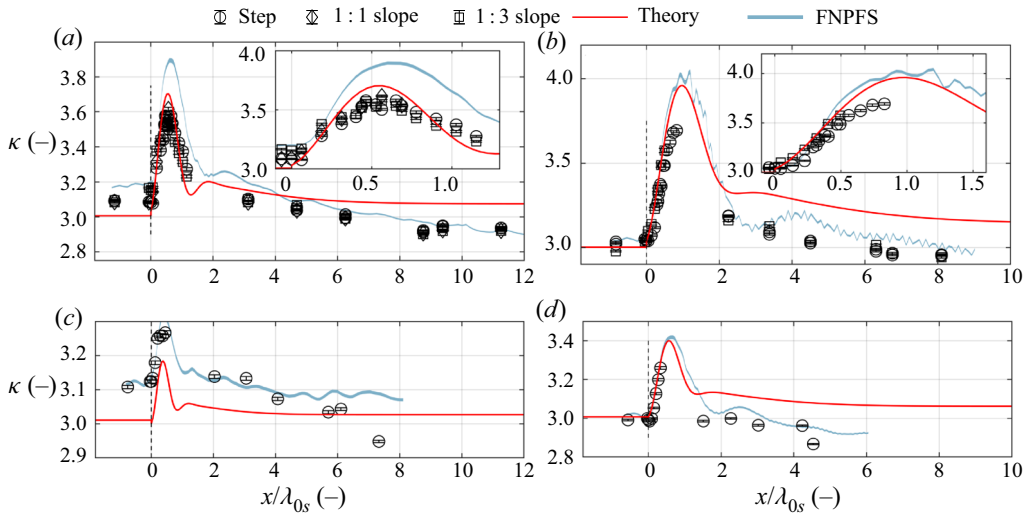 Step 1 : 1 slope 1 : 3 slope Theory FNPFS
(a)
κ (–)
3.8
3.6
3.4
3.2
3.0
2.8
0 2 4 6 8 10 12
4.0
3.5
3.0
0 0.5 1.0
(b)
4.0
3.5
3.0
0 2 4 6 8 10
4.0
3.5
3.0
0 0.5 1.0 1.5
(c)
κ (–)
3.2
3.1
3.0
2.9
0 2 4 6 8 10 12
x/λ0s (–)
(d)
3.4
3.2
3.0
2.8
0 2 4 6 8 10
x/λ0s (–)